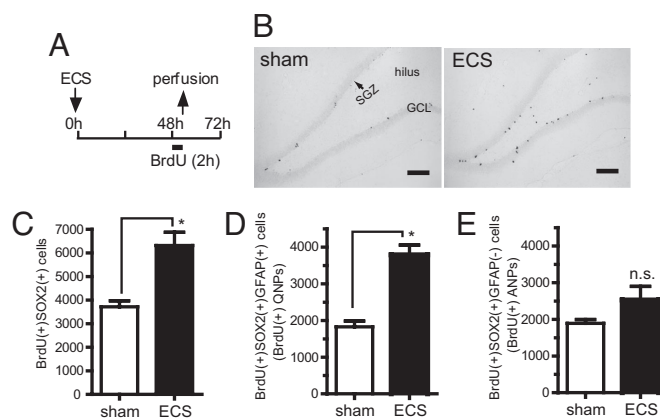 A
ECS
perfusion
0h
48h
72h
BrdU (2h)
B
sham
hilus
SGZ
GCL
ECS
C
BrdU(+)SOX2(+) cells
7000
6000
5000
4000
3000
2000
1000
0
*
sham
ECS
D
BrdU(+)SOX2(+)GFAP(+) cells
(BrdU(+) QNPs)
4000
3000
2000
1000
0
*
sham
ECS
E
BrdU(+)SOX2(+)GFAP(-) cells
(BrdU(+) ANPs)
4000
3000
2000
1000
0
n.s.
sham
ECS